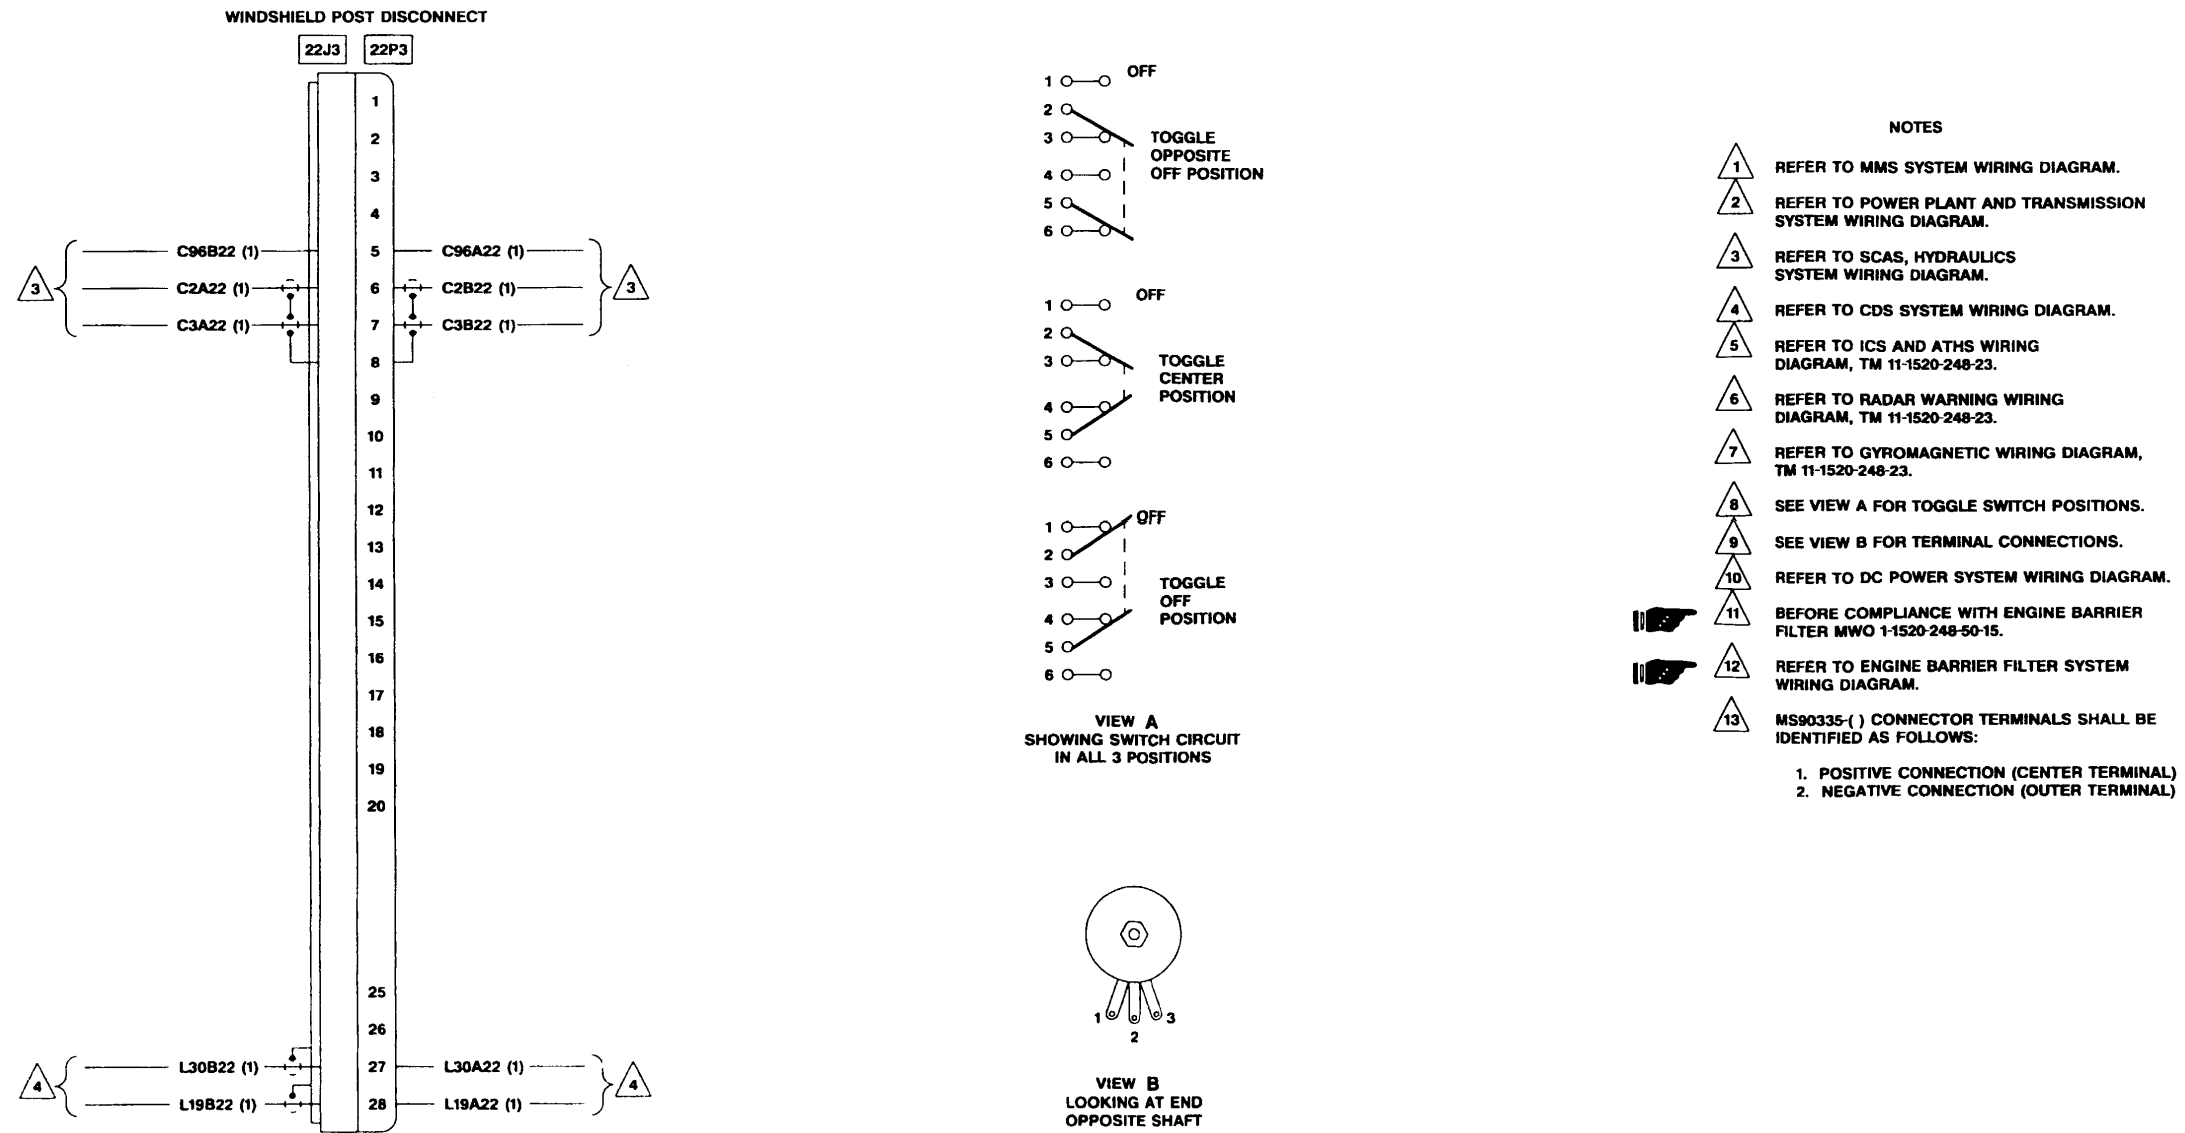 WINDSHIELD POST DISCONNECT
22J3 22P3
1
2
3
4
C96B22 (1) 5 C96A22 (1)
3 C2A22 (1) 6 C2B22 (1) 3
C3A22 (1) 7 C3B22 (1)
8
9
10
11
12
13
14
15
16
17
18
19
20
25
26
L30B22 (1) 27 L30A22 (1)
4 4
L19B22 (1) 28 L19A22 (1)
1 OFF
2
3 TOGGLE
OPPOSITE
4 OFF POSITION
5
6
1 OFF
2
3 TOGGLE
CENTER
POSITION
4
5
6
1 OFF
2
3 TOGGLE
OFF
4 POSITION
5
6
VIEW A
SHOWING SWITCH CIRCUIT
IN ALL 3 POSITIONS
1 3
2
VIEW B
LOOKING AT END
OPPOSITE SHAFT
NOTES
1 REFER TO MMS SYSTEM WIRING DIAGRAM.
2 REFER TO POWER PLANT AND TRANSMISSION
SYSTEM WIRING DIAGRAM.
3 REFER TO SCAS, HYDRAULICS
SYSTEM WIRING DIAGRAM.
4 REFER TO CDS SYSTEM WIRING DIAGRAM.
5 REFER TO ICS AND ATHS WIRING
DIAGRAM, TM 11-1520-248-23.
6 REFER TO RADAR WARNING WIRING
DIAGRAM, TM 11-1520-248-23.
7 REFER TO GYROMAGNETIC WIRING DIAGRAM,
TM 11-1520-248-23.
8 SEE VIEW A FOR TOGGLE SWITCH POSITIONS.
9 SEE VIEW B FOR TERMINAL CONNECTIONS.
10 REFER TO DC POWER SYSTEM WIRING DIAGRAM.
11 BEFORE COMPLIANCE WITH ENGINE BARRIER
FILTER MWO 1-1520-248-50-15.
12 REFER TO ENGINE BARRIER FILTER SYSTEM
WIRING DIAGRAM.
13 MS90335-( ) CONNECTOR TERMINALS SHALL BE
IDENTIFIED AS FOLLOWS:
1. POSITIVE CONNECTION (CENTER TERMINAL)
2. NEGATIVE CONNECTION (OUTER TERMINAL)